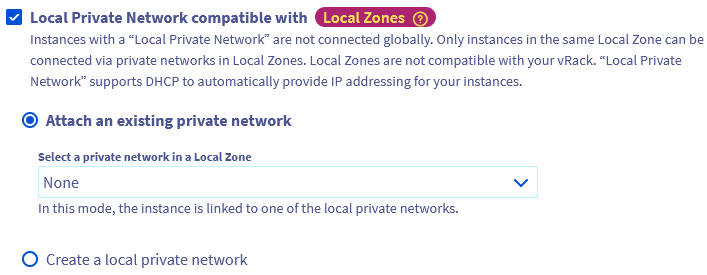 Local Private Network compatible with Local Zones ?
Instances with a “Local Private Network” are not connected globally. Only instances in the same Local Zone can be
connected via private networks in Local Zones. Local Zones are not compatible with your vRack. “Local Private
Network” supports DHCP to automatically provide IP addressing for your instances.
Attach an existing private network
Select a private network in a Local Zone
None
In this mode, the instance is linked to one of the local private networks.
Create a local private network